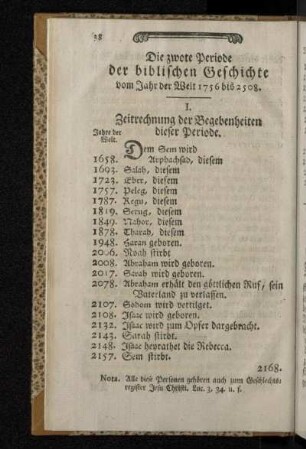 38
Die zwote Periode
der biblischen Geschichte
vom Jahr der Welt 1756 bis 2508.
I.
Zeitrechnung der Begebenheiten
dieser Periode.
Jahre der
Welt.
Dem Sem wird
1658. Arphachsad, diesem
1693. Salah, diesem
1723. Eber, diesem
1757. Peleg, diesem
1787. Regu, diesem
1819. Serug, diesem
1849. Nahor, diesem
1878. Tharah, diesem
1948. Haran geboren.
2006. Noah stirbt
2008. Abraham wird geboren.
2017. Sarah wird geboren.
2078. Abraham erhält den göttlichen Ruf, sein
Vaterland zu verlassen.
2107. Sodom wird vertilget.
2108. Isaac wird geboren.
2132. Isaac wird zum Opfer dargebracht.
2143. Sarah stirbt.
2148. Isaac heyrathet die Rebecca.
2157. Sem stirbt.
2168.
Nota. Alle diese Personen gehören auch zum Geschlechts-
register Jesu Christi. Luc. 3, 34. u. f.